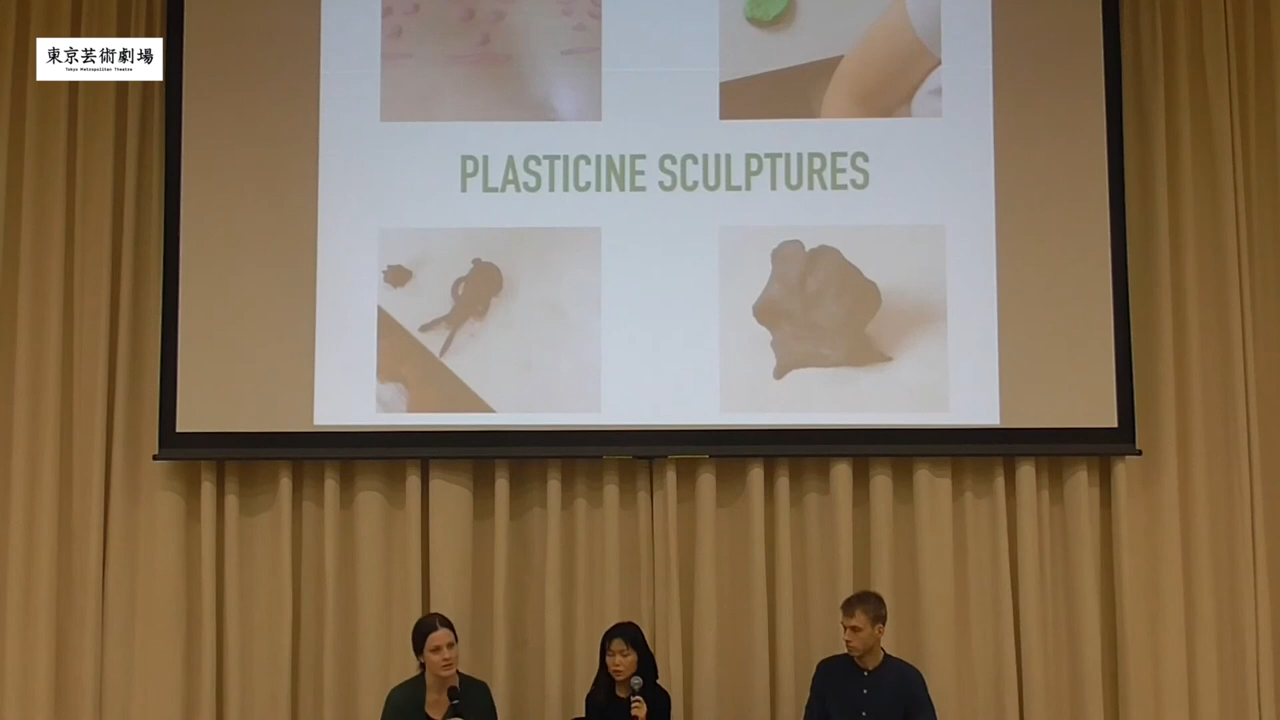 東京芸術劇場
Tokyo Metropolitan Theatre
PLASTICINE SCULPTURES